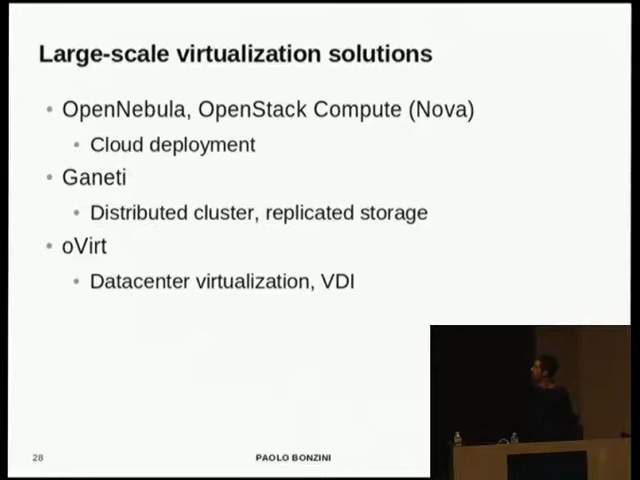 Large-scale virtualization solutions
• OpenNebula, OpenStack Compute (Nova)
• Cloud deployment
• Ganeti
• Distributed cluster, replicated storage
• oVirt
• Datacenter virtualization, VDI
28
PAOLO BONZINI